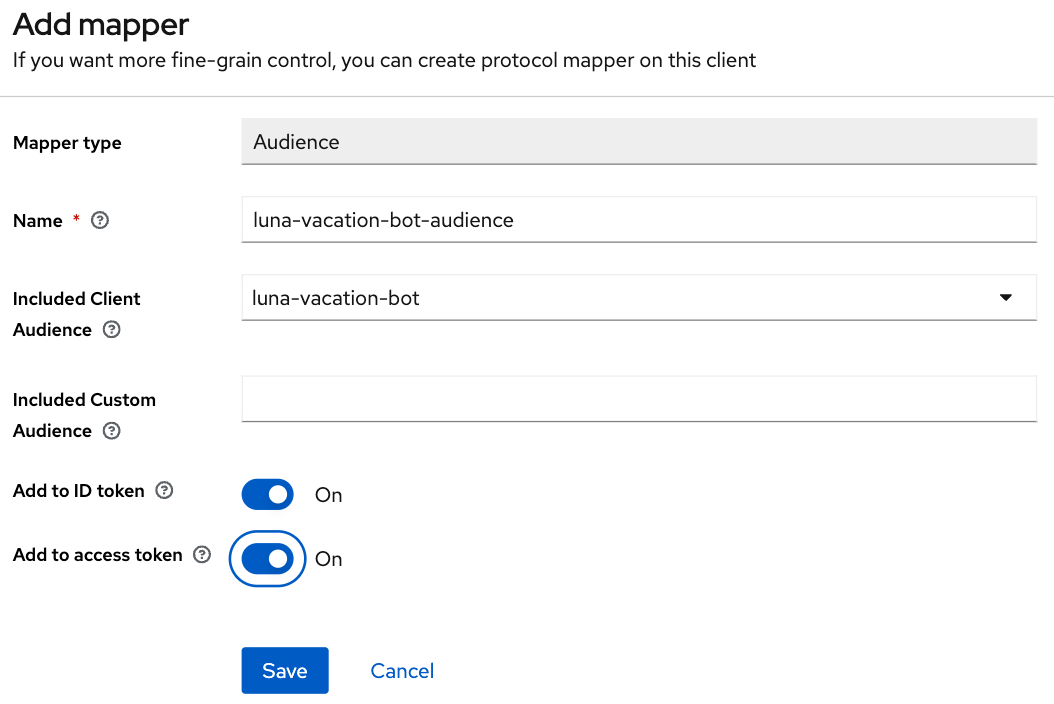 Add mapper
If you want more fine-grain control, you can create protocol mapper on this client
Mapper type
Audience
Name *
luna-vacation-bot-audience
Included Client
Audience
luna-vacation-bot
Included Custom
Audience
Add to ID token
On
Add to access token
On
Save
Cancel